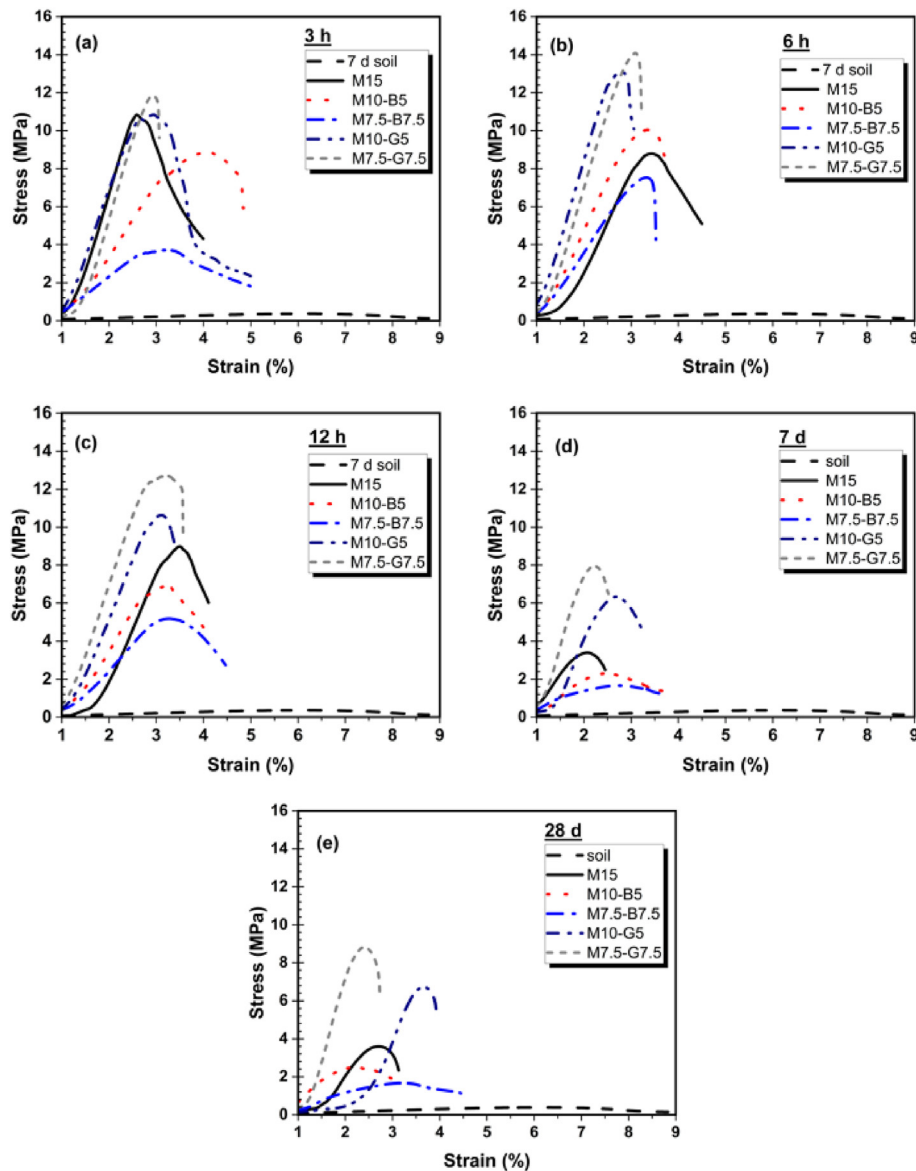 (a)
3 h
7 d soil
M15
M10-B5
M7.5-B7.5
M10-G5
M7.5-G7.5
Stress (MPa)
16
14
12
10
8
6
4
2
0
1 2 3 4 5 6 7 8 9
Strain (%)
(b)
6 h
7 d soil
M15
M10-B5
M7.5-B7.5
M10-G5
M7.5-G7.5
Stress (MPa)
16
14
12
10
8
6
4
2
0
1 2 3 4 5 6 7 8 9
Strain (%)
(c)
12 h
7 d soil
M15
M10-B5
M7.5-B7.5
M10-G5
M7.5-G7.5
Stress (MPa)
16
14
12
10
8
6
4
2
0
1 2 3 4 5 6 7 8 9
Strain (%)
(d)
7 d
soil
M15
M10-B5
M7.5-B7.5
M10-G5
M7.5-G7.5
Stress (MPa)
16
14
12
10
8
6
4
2
0
1 2 3 4 5 6 7 8 9
Strain (%)
(e)
28 d
soil
M15
M10-B5
M7.5-B7.5
M10-G5
M7.5-G7.5
Stress (MPa)
16
14
12
10
8
6
4
2
0
1 2 3 4 5 6 7 8 9
Strain (%)